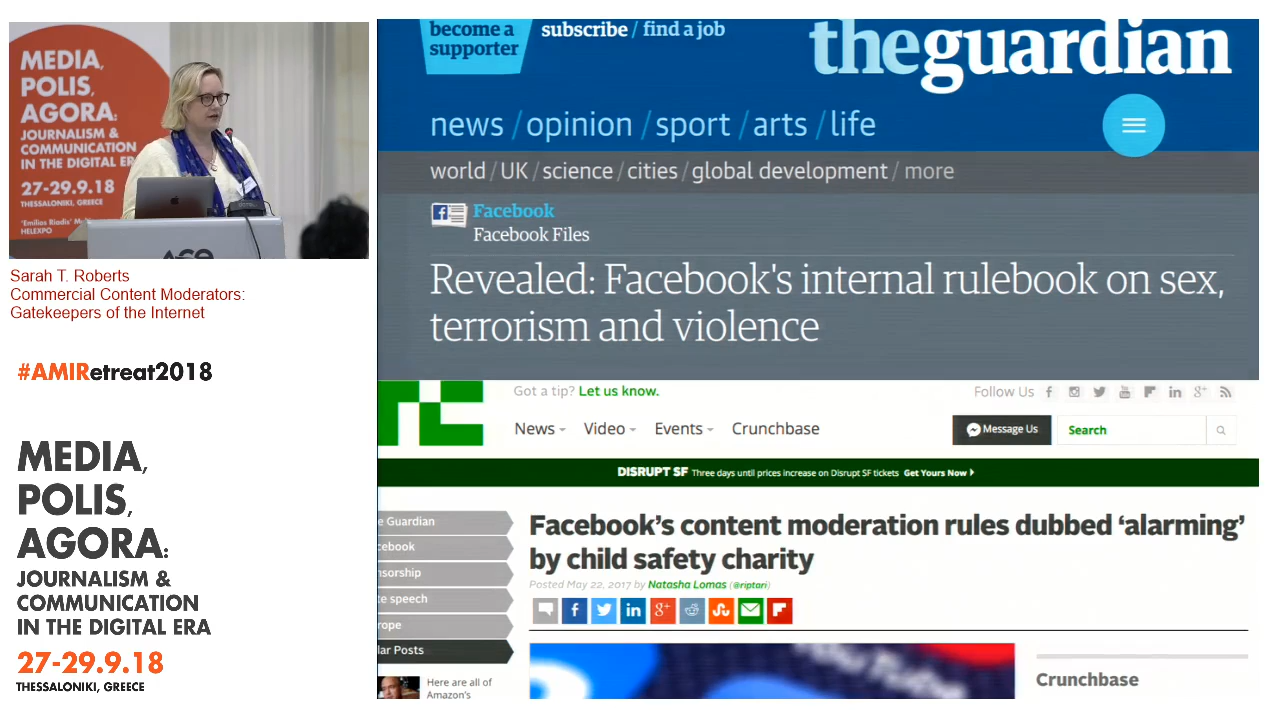 MEDIA,
POLIS,
AGORA:
JOURNALISM &
COMMUNICATION
IN THE DIGITAL ERA
27-29.9.18
THESSALONIKI, GREECE
'Emilios Riadis'
HELEXPO
Sarah T. Roberts
Commercial Content Moderators:
Gatekeepers of the Internet
#AMIRetreat2018
MEDIA,
POLIS,
AGORA:
JOURNALISM &
COMMUNICATION
IN THE DIGITAL ERA
27-29.9.18
THESSALONIKI, GREECE
become a
supporter
subscribe / find a job
theguardian
news / opinion / sport / arts / life
world / UK / science / cities / global development / more
Facebook
Facebook Files
Revealed: Facebook's internal rulebook on sex,
terrorism and violence
Got a tip? Let us know.
Follow Us
News Video Events Crunchbase
Message Us
Search
DISRUPT SF Three days until prices increase on Disrupt SF tickets Get Yours Now
e Guardian
cebook
nsorship
te speech
rope
lar Posts
Here are all of
Amazon's
Facebook's content moderation rules dubbed 'alarming'
by child safety charity
Posted May 22, 2017 by Natasha Lomas (@riptari)
YouTube
Crunchbase